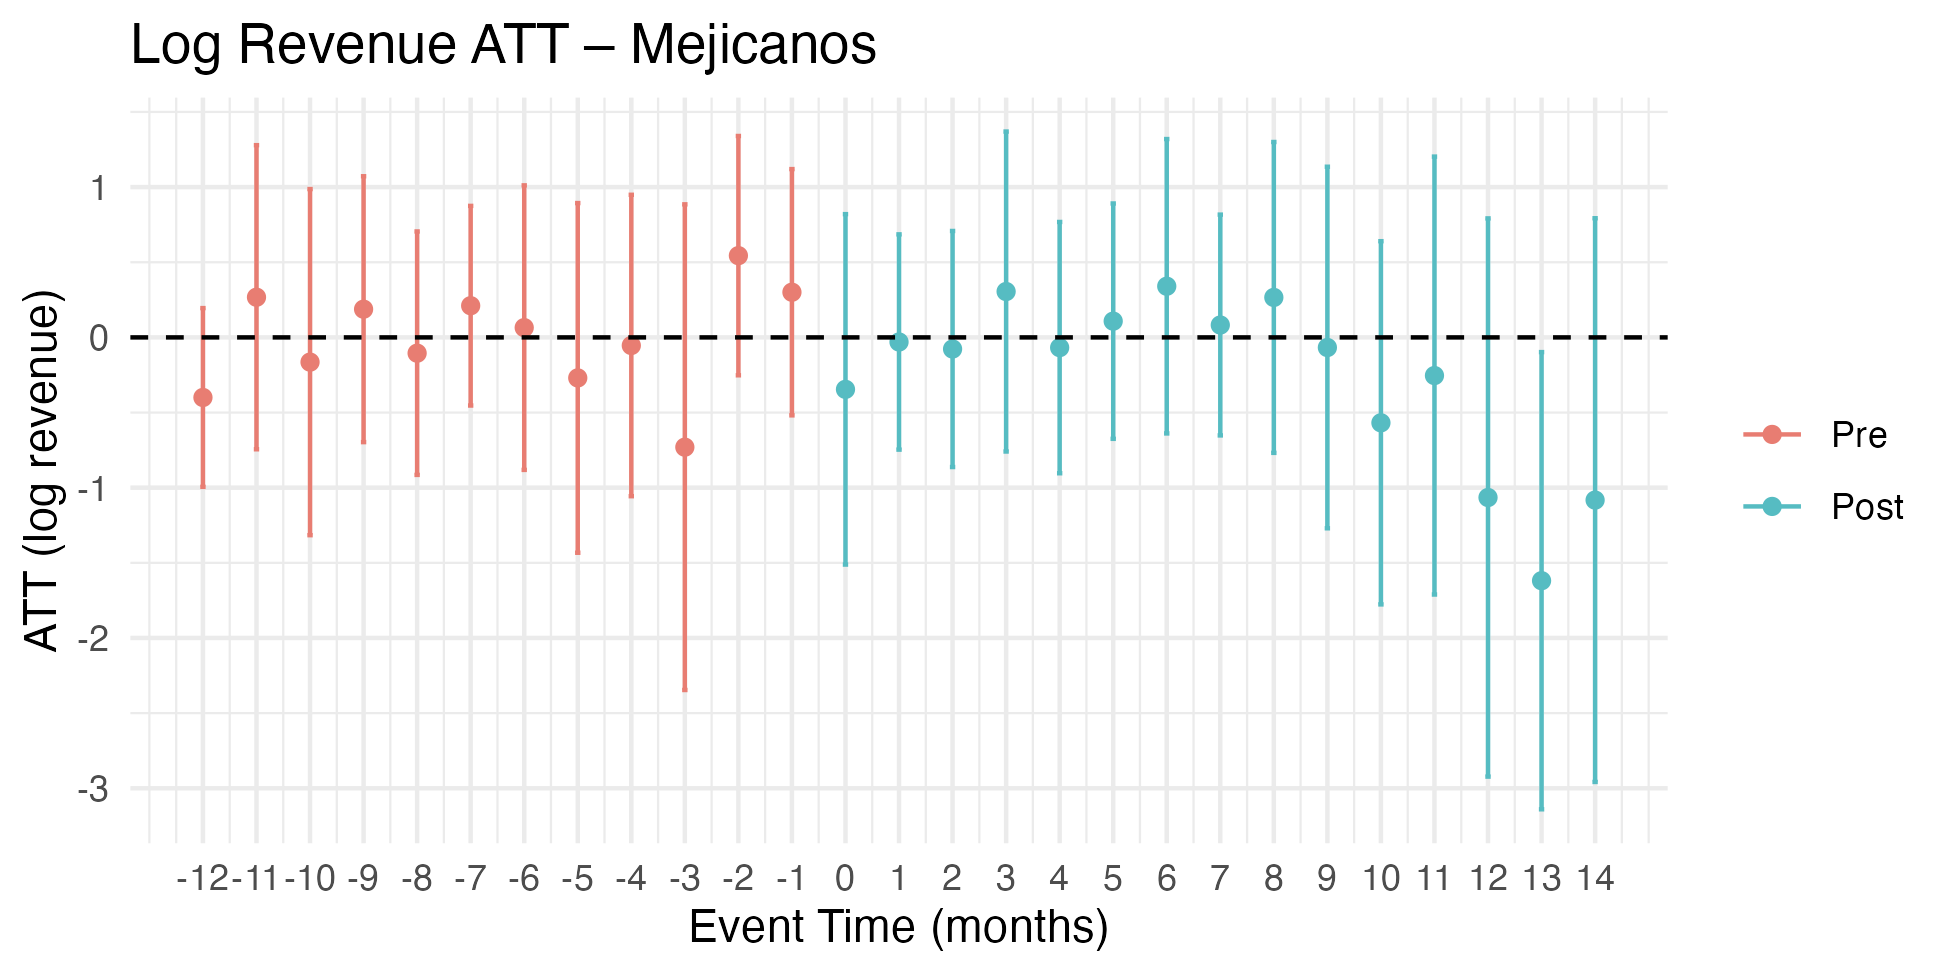 Log Revenue ATT – Mejicanos
ATT (log revenue)
1
0
-1
-2
-3
-12 -11 -10 -9 -8 -7 -6 -5 -4 -3 -2 -1 0 1 2 3 4 5 6 7 8 9 10 11 12 13 14
Event Time (months)
Pre
Post